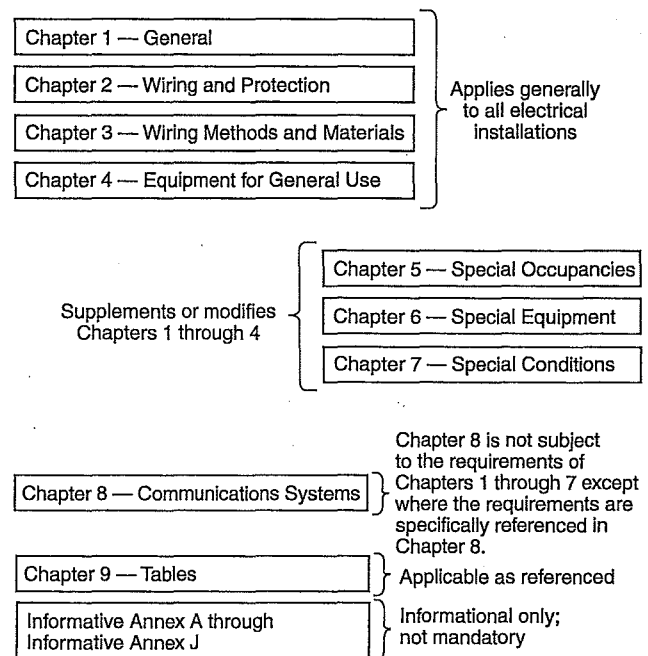 Chapter 1 — General
Chapter 2 — Wiring and Protection
Chapter 3 — Wiring Methods and Materials
Chapter 4 — Equipment for General Use
Applies generally
to all electrical
installations
Supplements or modifies
Chapters 1 through 4
Chapter 5 — Special Occupancies
Chapter 6 — Special Equipment
Chapter 7 — Special Conditions
Chapter 8 — Communications Systems
Chapter 8 is not subject
to the requirements of
Chapters 1 through 7 except
where the requirements are
specifically referenced in
Chapter 8.
Chapter 9 — Tables
Applicable as referenced
Informative Annex A through
Informative Annex J
Informational only;
not mandatory